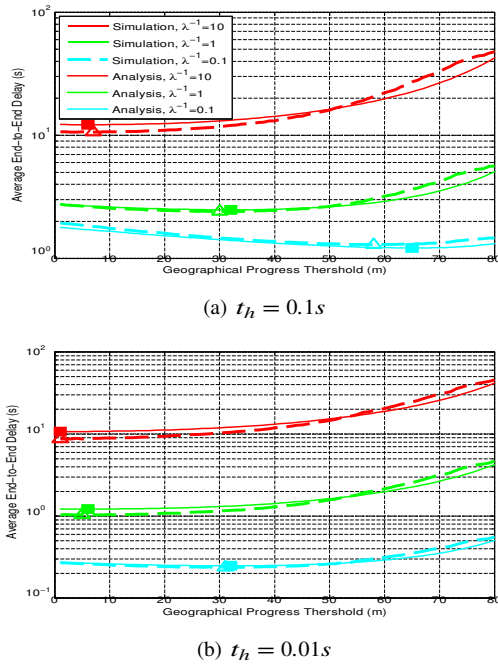 10²
Simulation, λ⁻¹=10
Simulation, λ⁻¹=1
Simulation, λ⁻¹=0.1
Analysis, λ⁻¹=10
Analysis, λ⁻¹=1
Analysis, λ⁻¹=0.1
Average End-to-End Delay (s)
10¹
10⁰
0 10 20 30 40 50 60 70 80
Geographical Progress Thershold (m)
(a) t_h = 0.1s
10²
Average End-to-End Delay (s)
10¹
10⁰
10⁻¹
0 10 20 30 40 50 60 70 80
Geographical Progress Thershold (m)
(b) t_h = 0.01s